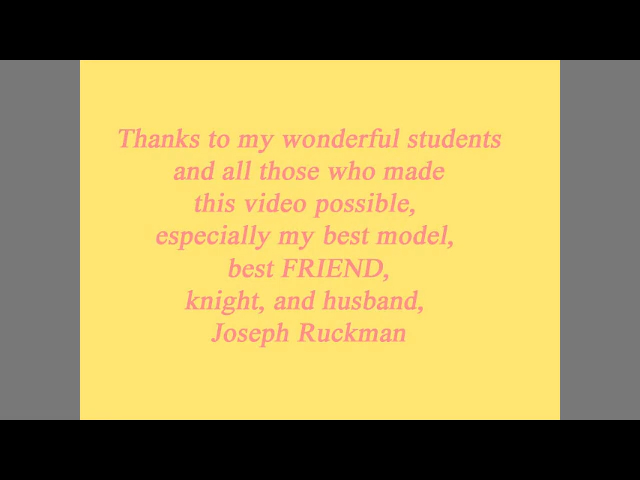 Thanks to my wonderful students
and all those who made
this video possible,
especially my best model,
best FRIEND,
knight, and husband,
Joseph Ruckman